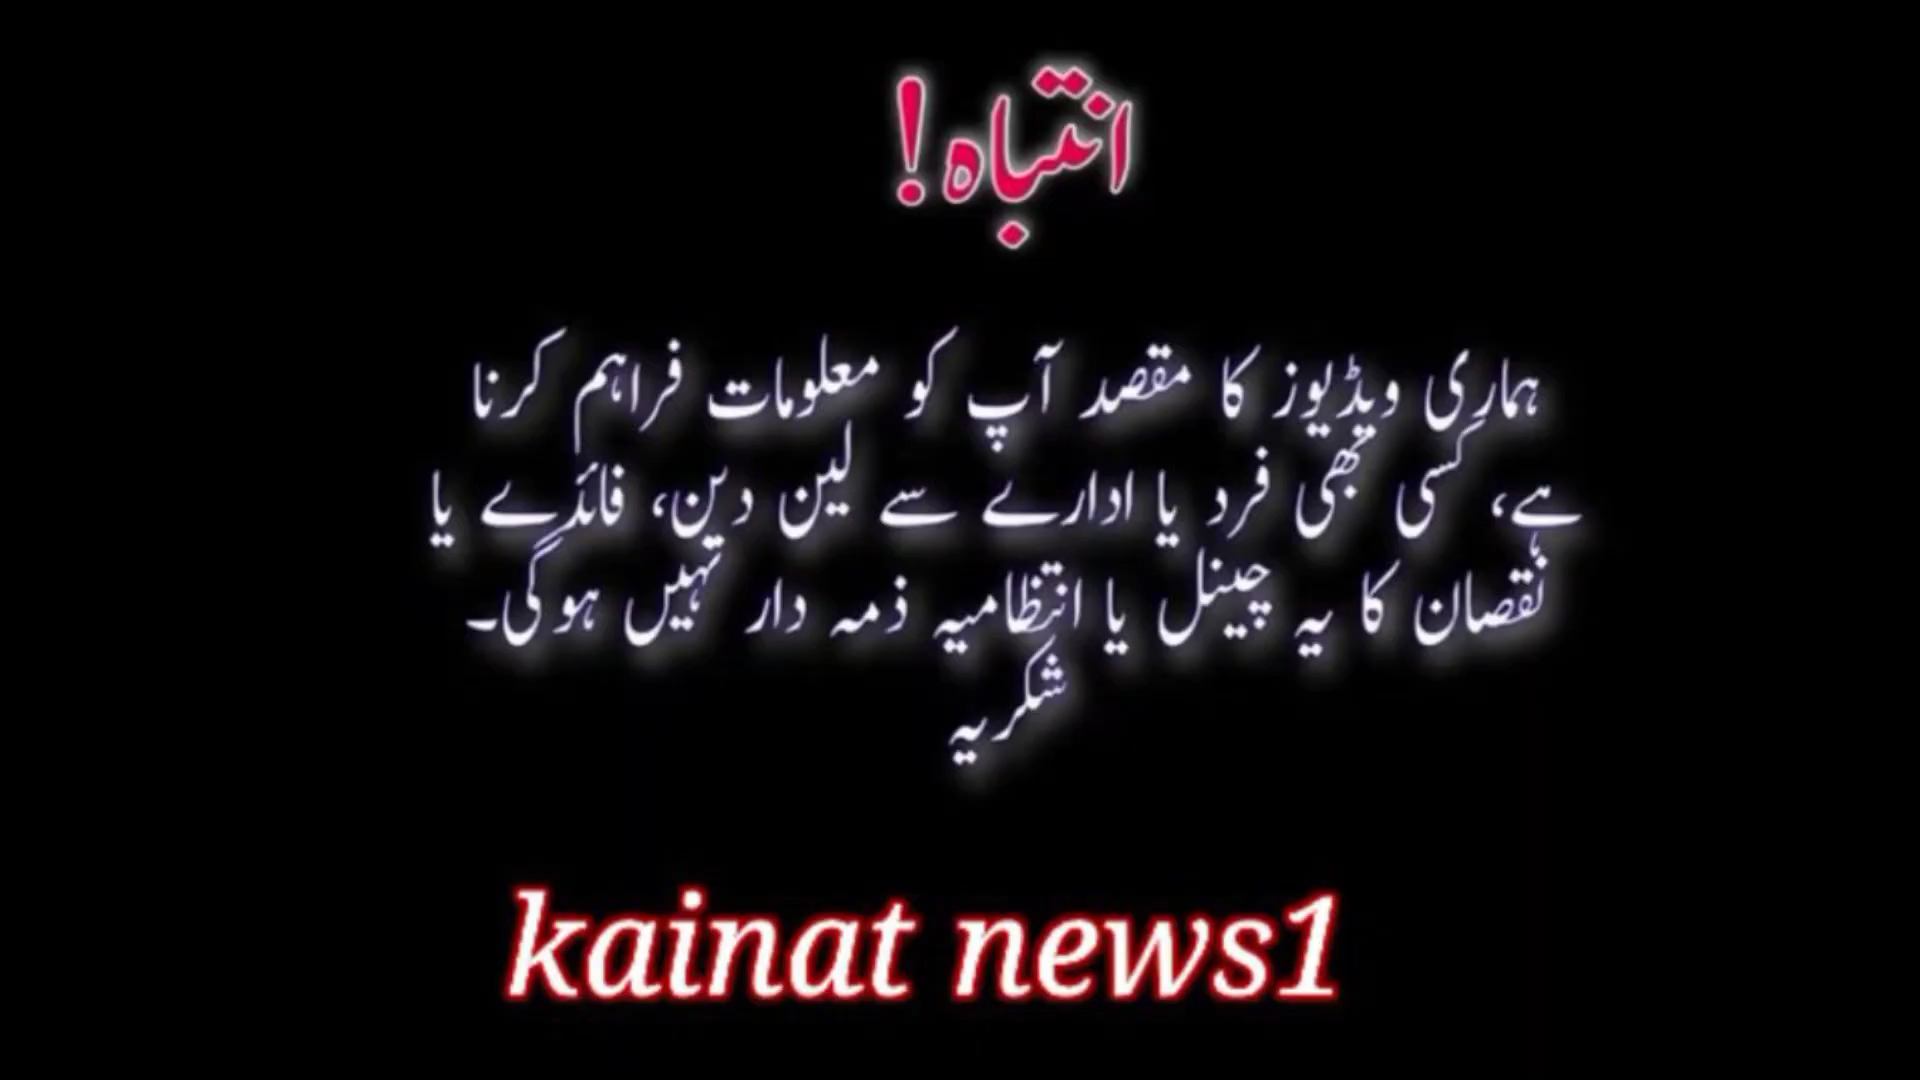 انتباہ!
ہماری ویڈیوز کا مقصد آپ کو معلومات فراہم کرنا
ہے، کسی بھی فرد یا ادارے سے لین دین، فائدے یا
نقصان کا یہ چینل یا انتظامیہ ذمہ دار نہیں ہوگی۔
شکریہ
kainat news1